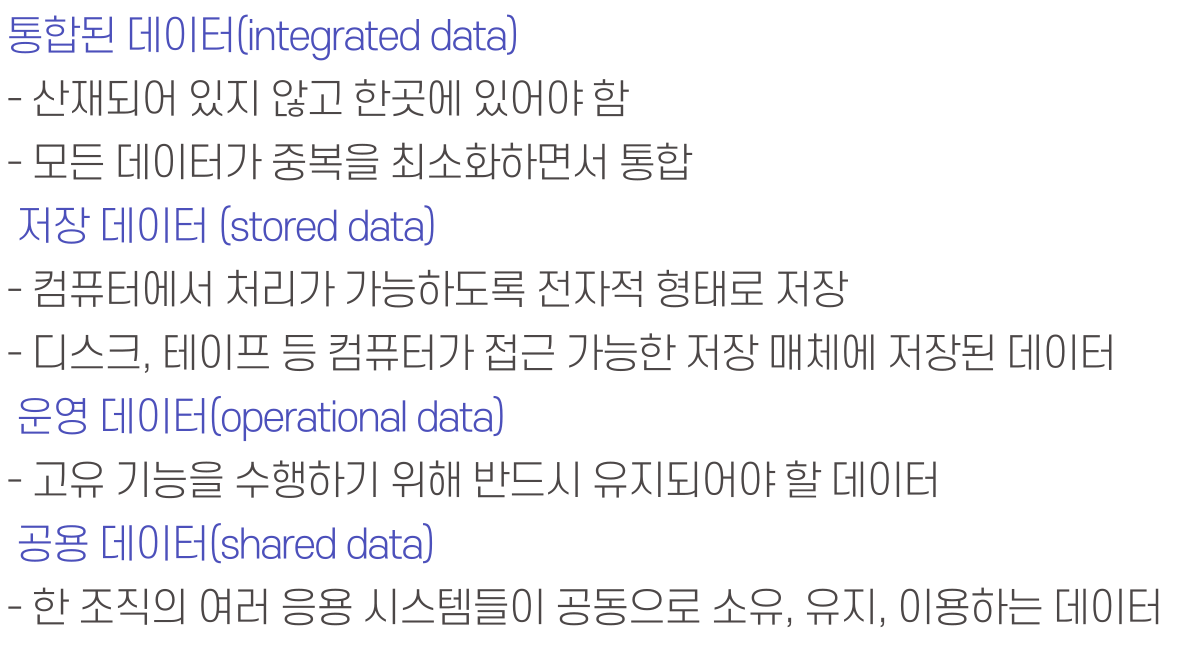 통합된 데이터(integrated data)
- 산재되어 있지 않고 한곳에 있어야 함
- 모든 데이터가 중복을 최소화하면서 통합
저장 데이터 (stored data)
- 컴퓨터에서 처리가 가능하도록 전자적 형태로 저장
- 디스크, 테이프 등 컴퓨터가 접근 가능한 저장 매체에 저장된 데이터
운영 데이터(operational data)
- 고유 기능을 수행하기 위해 반드시 유지되어야 할 데이터
공용 데이터(shared data)
- 한 조직의 여러 응용 시스템들이 공동으로 소유, 유지, 이용하는 데이터